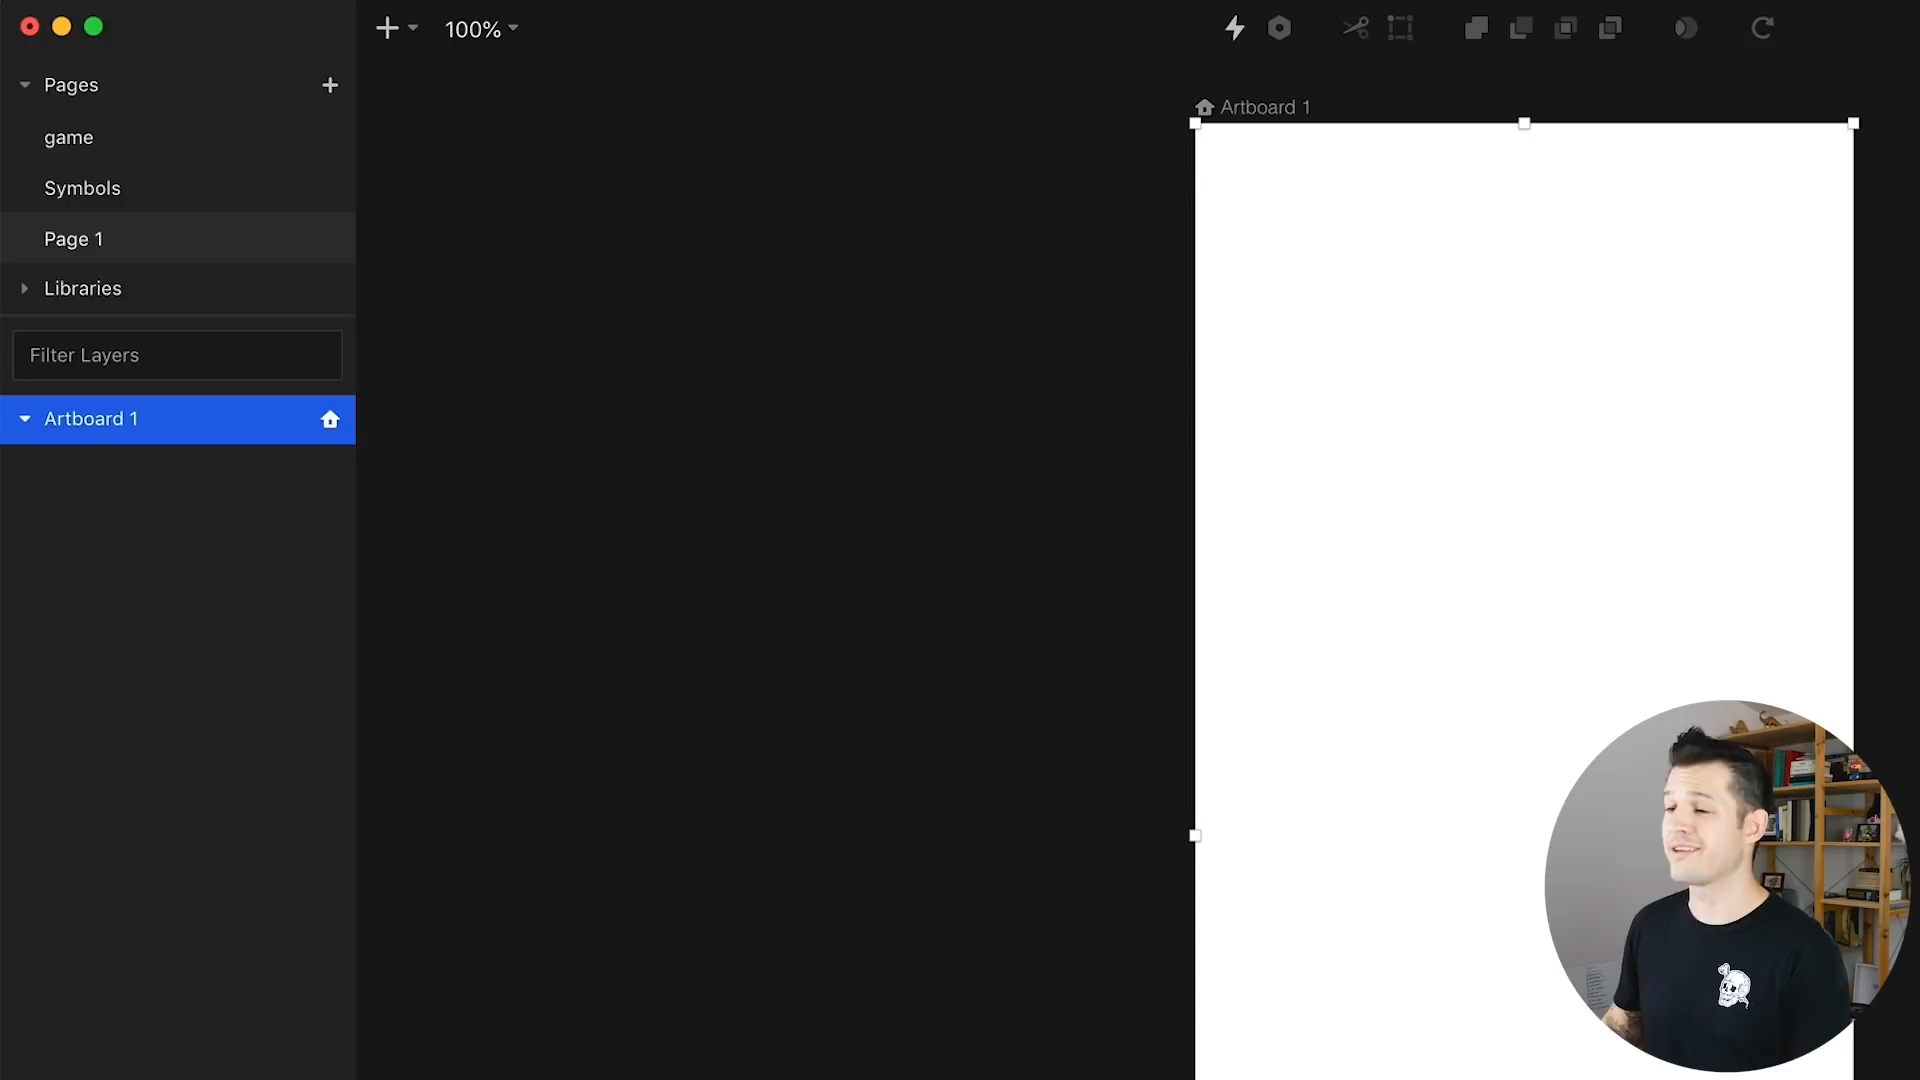 100%
Pages
game
Symbols
Page 1
Libraries
Filter Layers
Artboard 1
Artboard 1